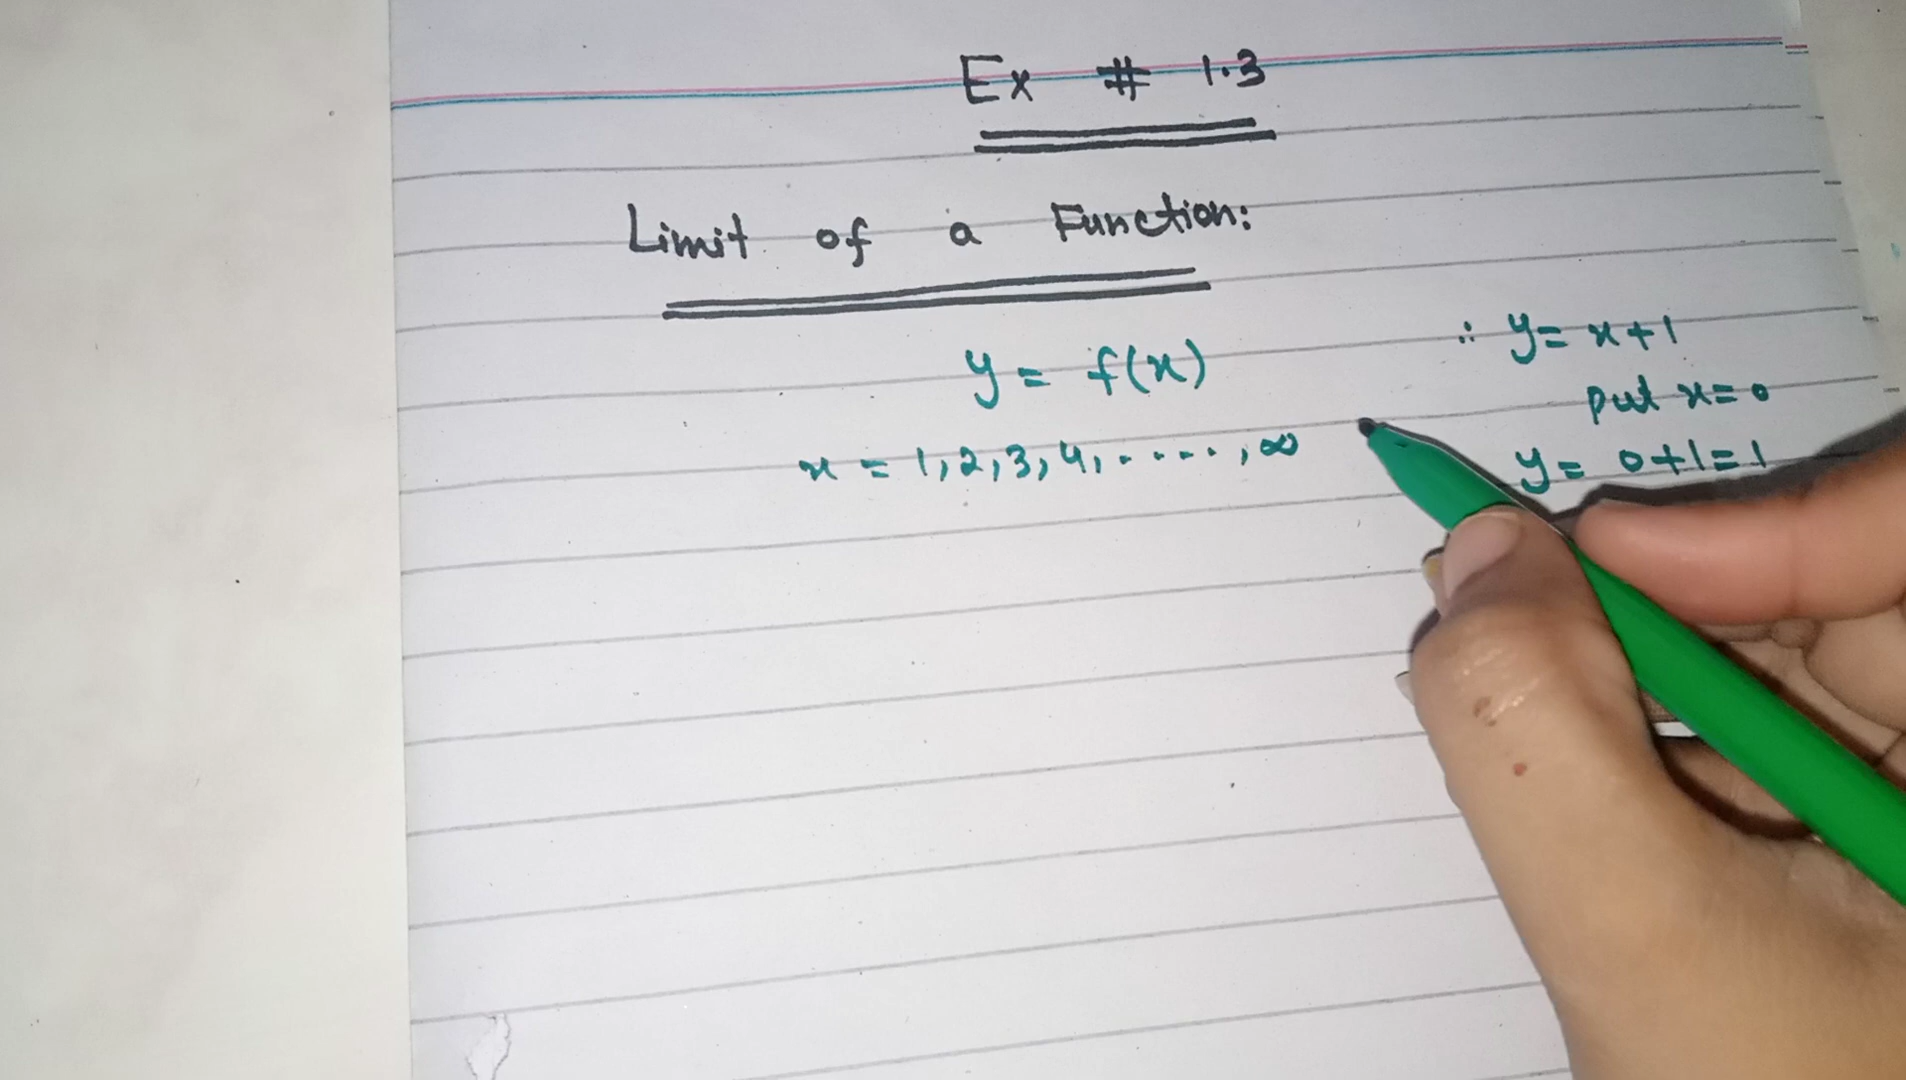 Ex # 1.3
Limit of a Function:
y = f(x)
x = 1,2,3,4,.....,∞
∴ y = x+1
put x=0
y = 0+1=1